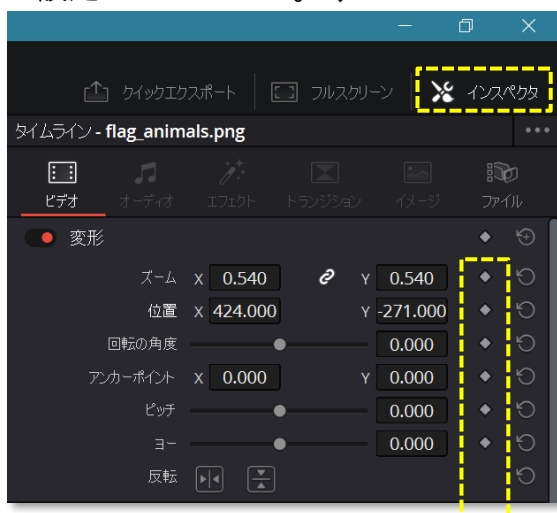 クイックエクスポート フルスクリーン インスペクタ
タイムライン - flag_animals.png
ビデオ オーディオ エフェクト トランジション イメージ ファイル
変形
ズーム X 0.540 Y 0.540
位置 X 424.000 Y -271.000
回転の角度 0.000
アンカーポイント X 0.000 Y 0.000
ピッチ 0.000
ヨー 0.000
反転